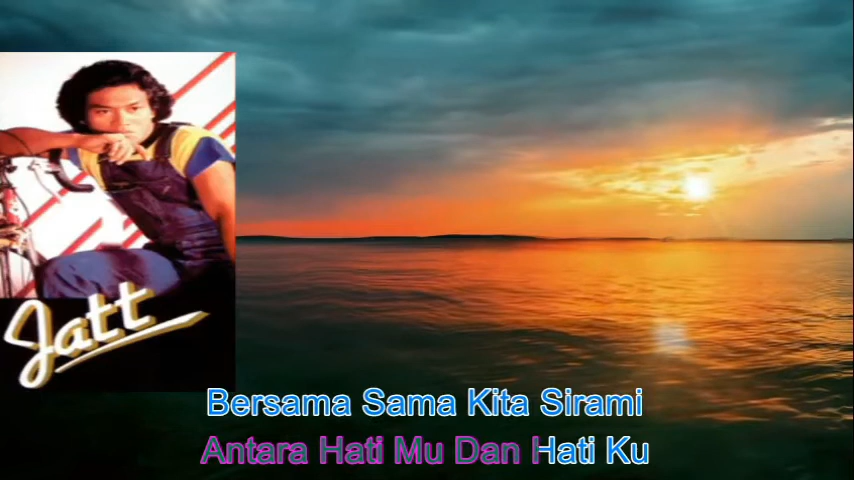 Jatt
Bersama Sama Kita Sirami
Antara Hati Mu Dan Hati Ku